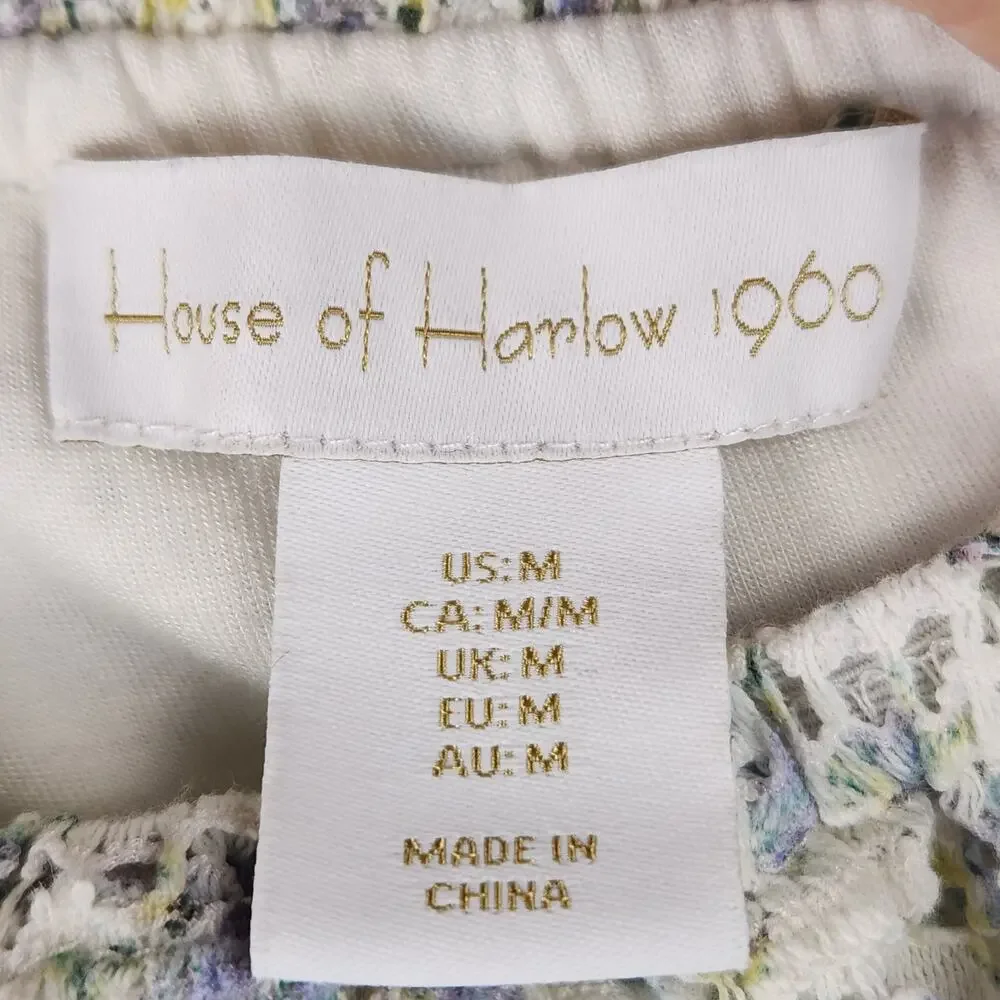 House of Harlow 1960
US: M
CA: M/M
UK: M
EU: M
AU: M
MADE IN
CHINA